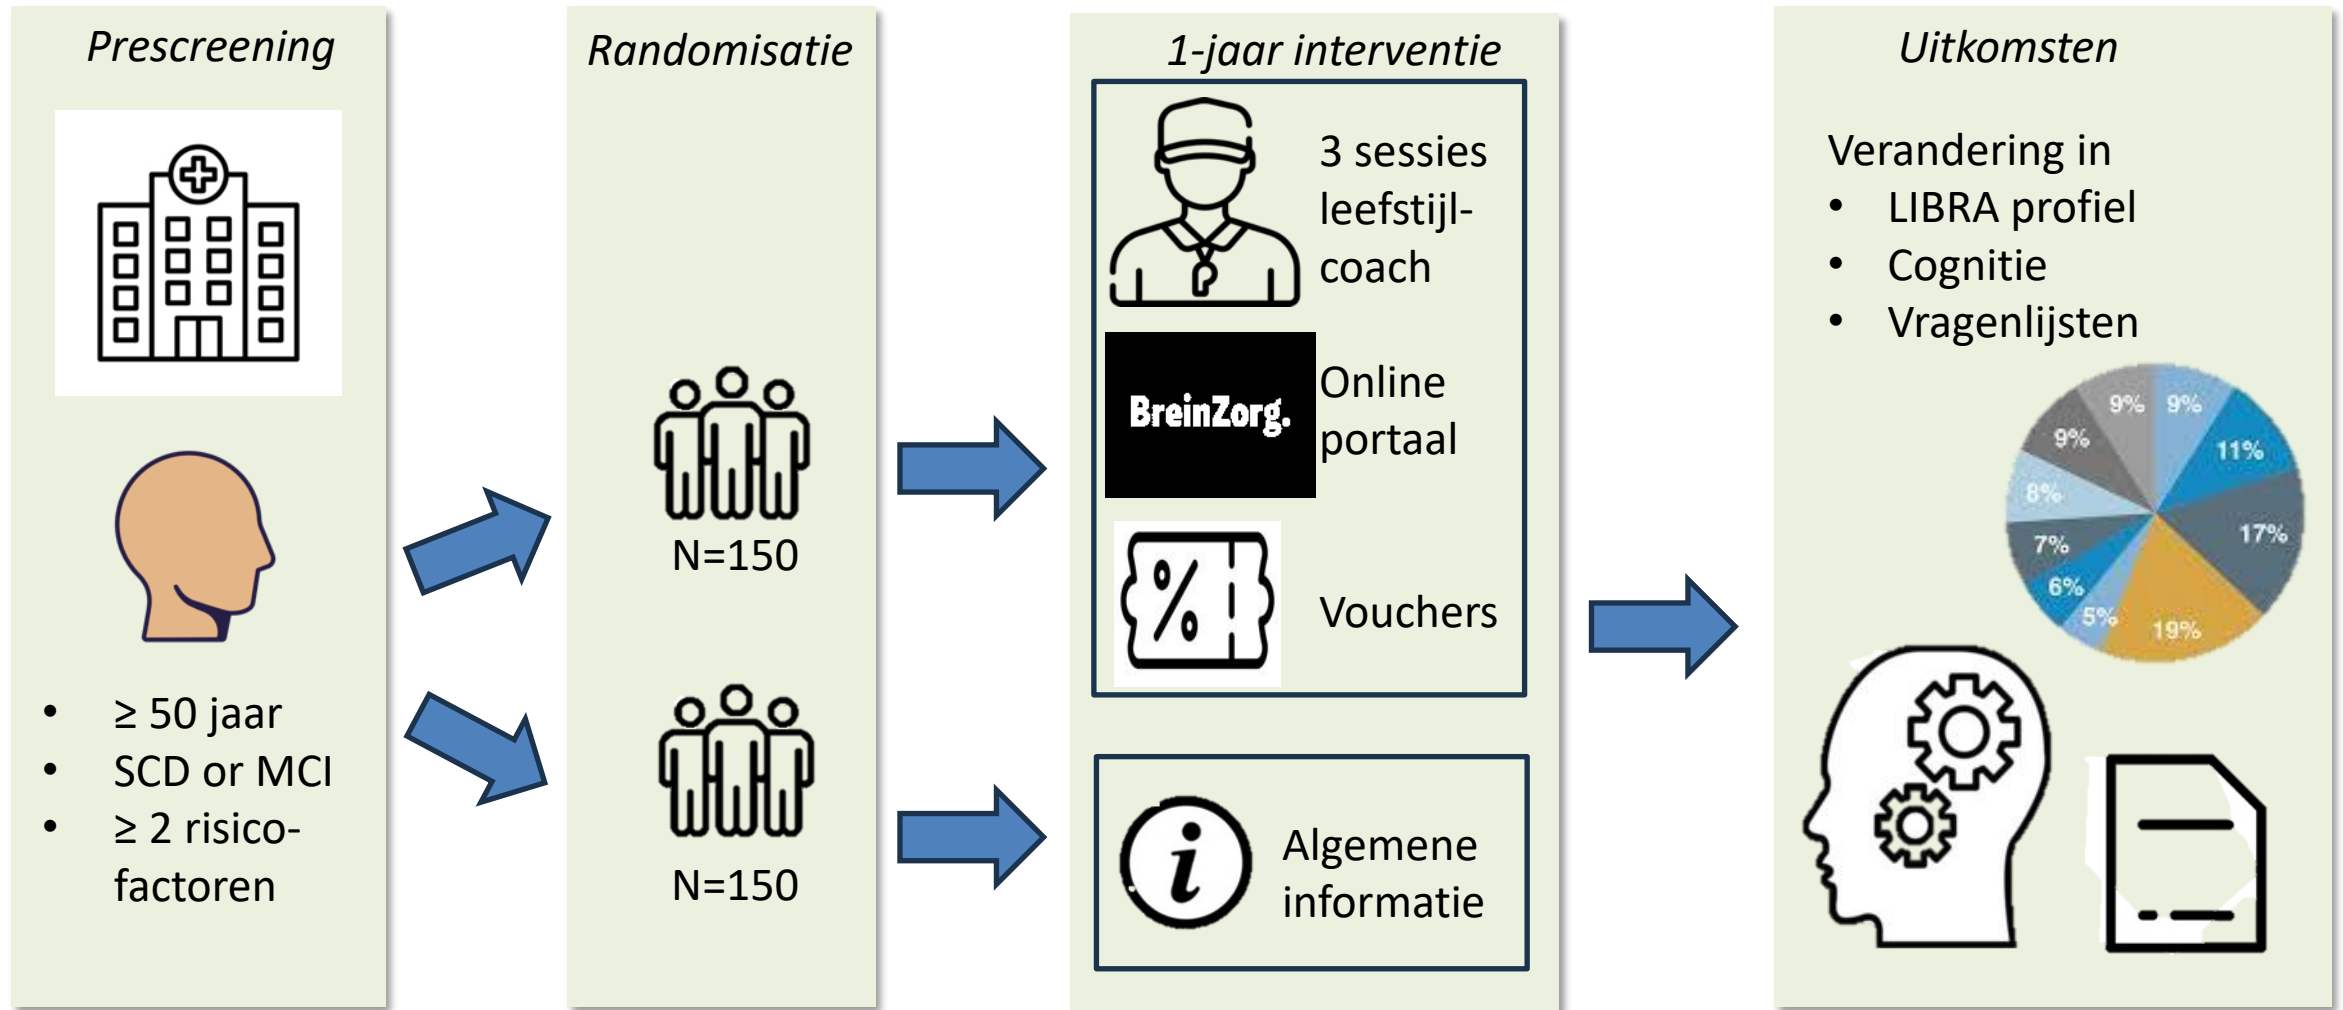 Prescreening
• ≥ 50 jaar
• SCD or MCI
• ≥ 2 risico-
factoren
Randomisatie
N=150
N=150
1-jaar interventie
3 sessies
leefstijl-
coach
BreinZorg.
Online
portaal
%
Vouchers
i
Algemene
informatie
Uitkomsten
Verandering in
• LIBRA profiel
• Cognitie
• Vragenlijsten
9%
9%
11%
9%
8%
17%
7%
6%
5%
19%